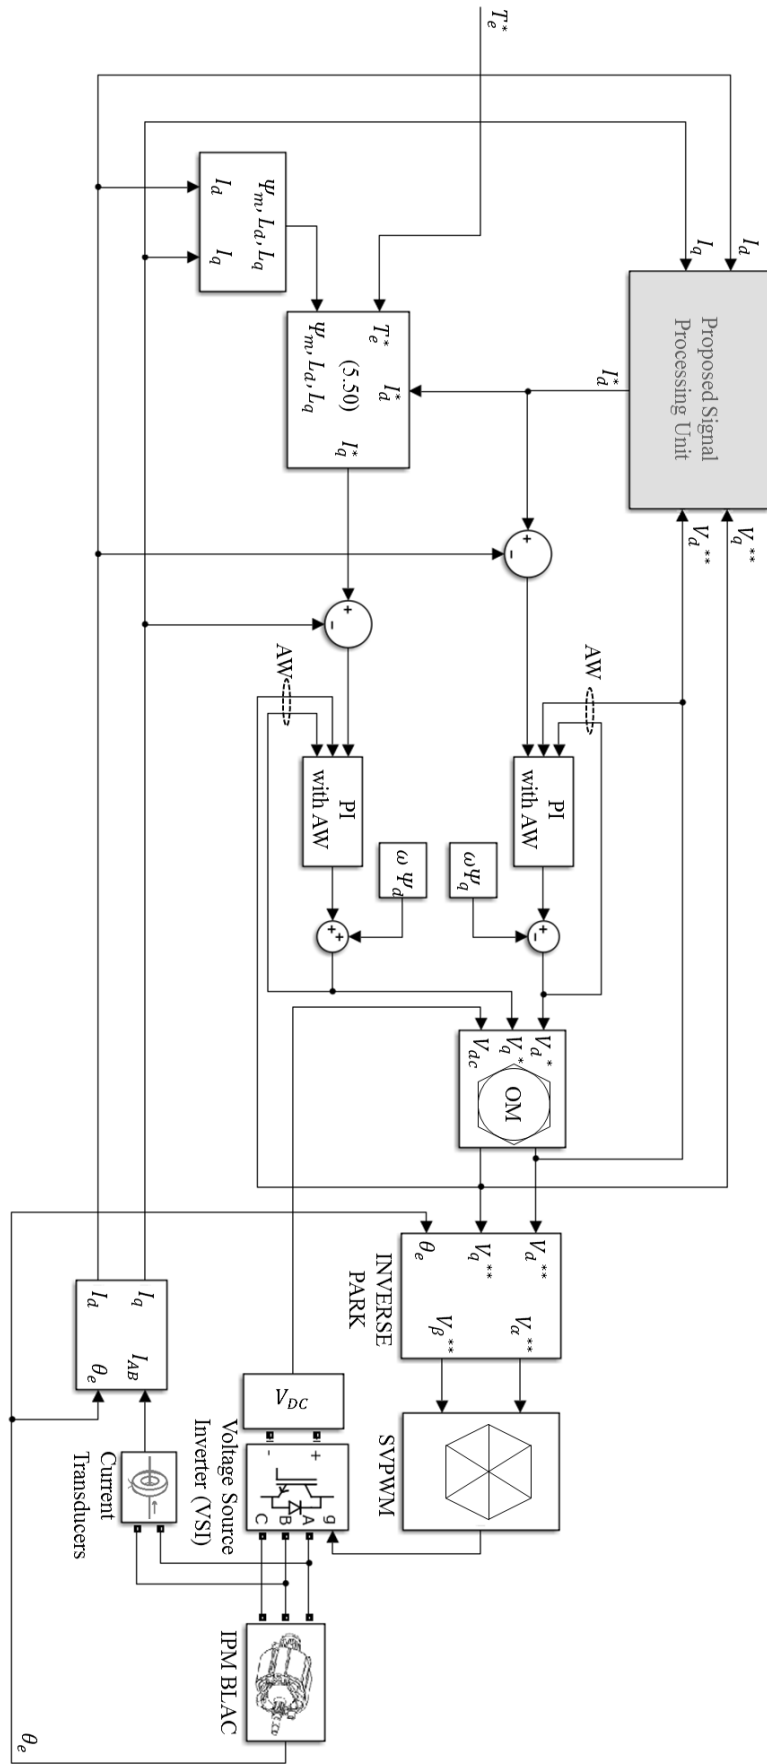 T_e^*
I_d
I_q
Proposed Signal
Processing Unit
I_d^*
V_q^**
V_d^**
Ψ_m, L_d, L_q
I_d
I_q
T_e^*
I_d^*
(5.50)
Ψ_m, L_d, L_q
I_q^*
+
-
+
-
AW
AW
PI
with AW
PI
with AW
ωΨ_q
ωΨ_d
+
-
+
+
V_d^*
V_q^*
V_dc
OM
V_d^**
V_q^**
θ_e
V_α^**
V_β^**
INVERSE
PARK
SVPWM
V_DC
+
-
g
A
B
C
Voltage Source
Inverter (VSI)
I_q
I_d
I_AB
θ_e
Current
Transducers
IPM BLAC
θ_e